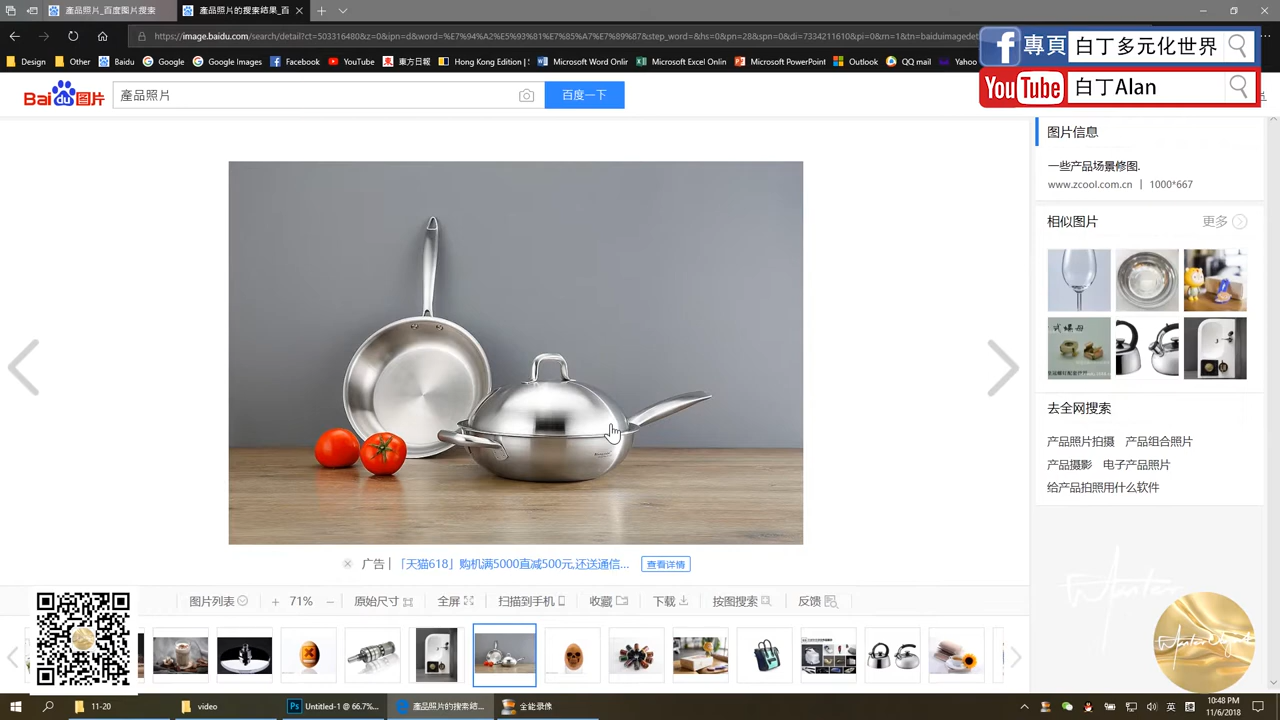 產品照片_百度图片搜索
產品照片的搜索结果_百
https://image.baidu.com/search/detail?ct=503316480&z=0&ipn=d&word=%E7%94%A2%E5%93%81%E7%85%A7%E7%89%87&step_word=&hs=0&pn=28&spn=0&di=7334211610&pi=0&rn=1&tn=baiduimagedet
Design
Other
Baidu
Google
Google Images
Facebook
YouTube
東方日報
Hong Kong Edition
Microsoft Word Onlin
Microsoft Excel Onlin
Microsoft PowerPoint
Outlook
QQ mail
Yahoo
專頁 白丁多元化世界
YouTube 白丁Alan
Bai du 图片
產品照片
百度一下
图片信息
一些产品场景修图.
www.zcool.com.cn | 1000*667
相似图片 更多
去全网搜索
产品照片拍摄 产品组合照片
产品摄影 电子产品照片
给产品拍照用什么软件
广告 | 「天猫618」购机满5000直减500元,还送通信... 查看详情
图片列表 + 71% − 原始尺寸 全屏 扫描到手机 收藏 下载 按图搜索 反馈
11-20
video
Untitled-1 @ 66.7%...
產品照片的搜索結...
全能录像
英
10:48 PM
11/6/2018